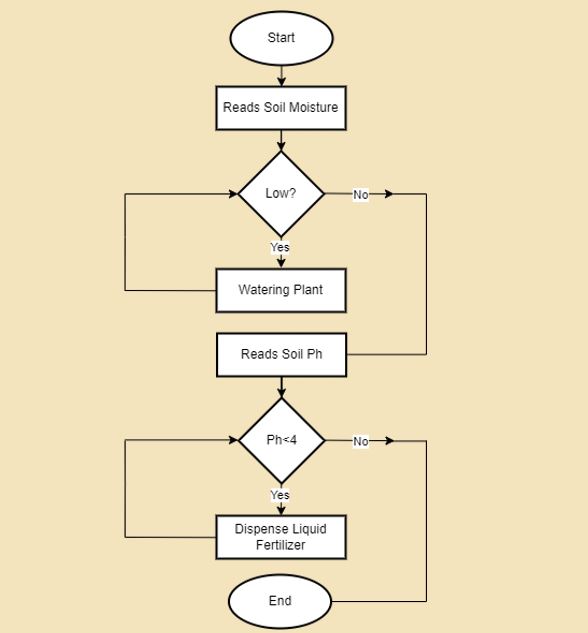 Start
Reads Soil Moisture
Low?
No
Yes
Watering Plant
Reads Soil Ph
Ph<4
No
Yes
Dispense Liquid
Fertilizer
End